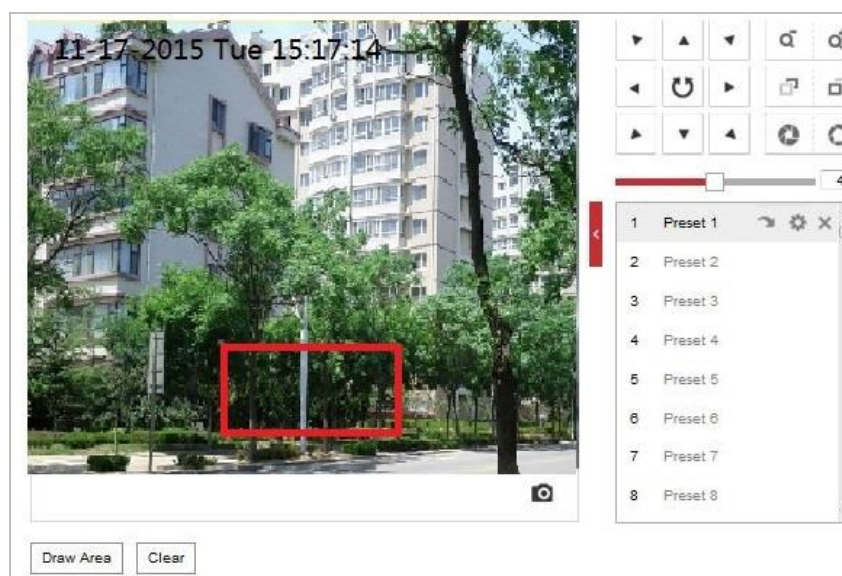 11-17-2015 Tue 15:17:14
4
1 Preset 1
2 Preset 2
3 Preset 3
4 Preset 4
5 Preset 5
6 Preset 6
7 Preset 7
8 Preset 8
Draw Area Clear